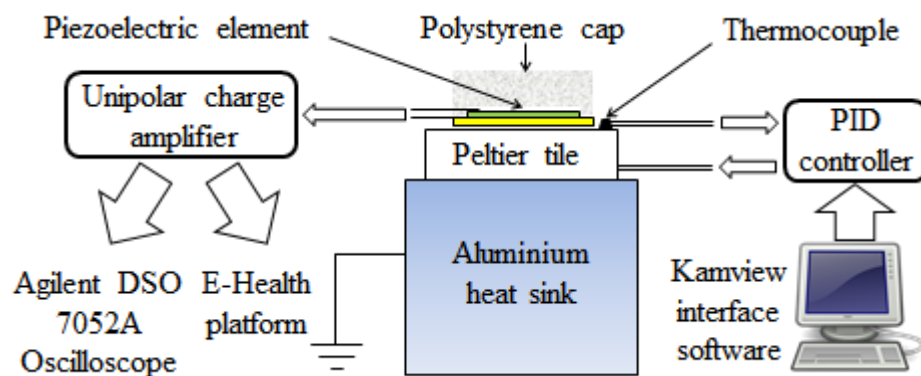 Piezoelectric element
Polystyrene cap
Thermocouple
Unipolar charge
amplifier
PID
controller
Peltier tile
Aluminium
heat sink
Agilent DSO
7052A
Oscilloscope
E-Health
platform
Kamview
interface
software